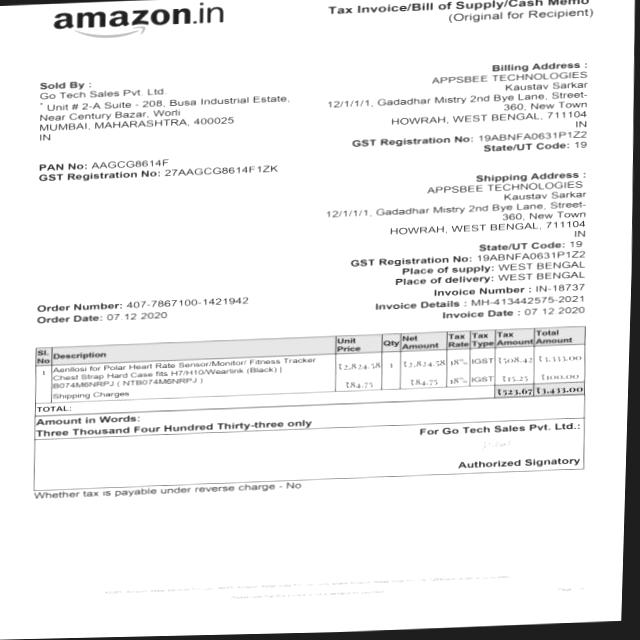 amazon.in
Tax Invoice/Bill of Supply/Cash Memo
(Original for Recipient)
Sold By :
Go Tech Sales Pvt. Ltd.
* Unit # 2-A Suite - 208, Busa Industrial Estate,
Near Century Bazar, Worli
MUMBAI, MAHARASHTRA, 400025
IN
PAN No: AAGCG8614F
GST Registration No: 27AAGCG8614F1ZK
Billing Address :
APPSBEE TECHNOLOGIES
Kaustav Sarkar
12/1/1/1, Gadadhar Mistry 2nd Bye Lane, Street-
360, New Town
HOWRAH, WEST BENGAL, 711104
IN
GST Registration No: 19ABNFA0631P1Z2
State/UT Code: 19
Shipping Address :
APPSBEE TECHNOLOGIES
Kaustav Sarkar
12/1/1/1, Gadadhar Mistry 2nd Bye Lane, Street-
360, New Town
HOWRAH, WEST BENGAL, 711104
IN
State/UT Code: 19
GST Registration No: 19ABNFA0631P1Z2
Place of supply: WEST BENGAL
Place of delivery: WEST BENGAL
Order Number: 407-7867100-1421942
Order Date: 07.12.2020
Invoice Number : IN-18737
Invoice Details : MH-413442575-2021
Invoice Date : 07.12.2020
Sl. No Description Unit Price Qty Net Amount Tax Rate Tax Type Tax Amount Total Amount
1 Aenllosi for Polar Heart Rate Sensor/Monitor/ Fitness Tracker ₹2,824.58 1 ₹2,824.58 18% IGST ₹508.42 ₹3,333.00
Chest Strap Hard Case fits H7/H10/Wearlink (Black) |
B074M6NRPJ ( NTB074M6NRPJ )
Shipping Charges ₹84.75 ₹84.75 18% IGST ₹15.25 ₹100.00
TOTAL: ₹523.67 ₹3,433.00
Amount in Words:
Three Thousand Four Hundred Thirty-three only
For Go Tech Sales Pvt. Ltd.:
Authorized Signatory
Whether tax is payable under reverse charge - No